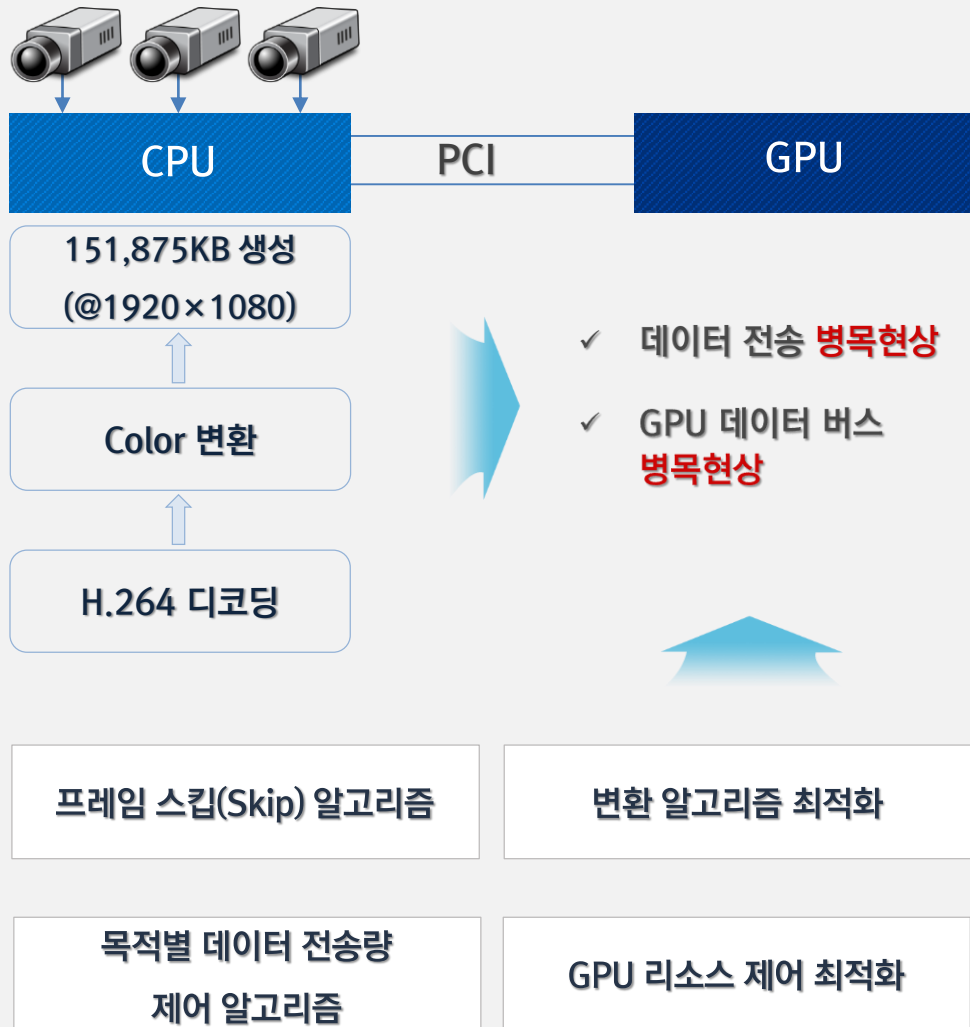 CPU
PCI
GPU
151,875KB 생성
(@1920×1080)
Color 변환
H.264 디코딩
✓ 데이터 전송 병목현상
✓ GPU 데이터 버스
병목현상
프레임 스킵(Skip) 알고리즘
변환 알고리즘 최적화
목적별 데이터 전송량
제어 알고리즘
GPU 리소스 제어 최적화